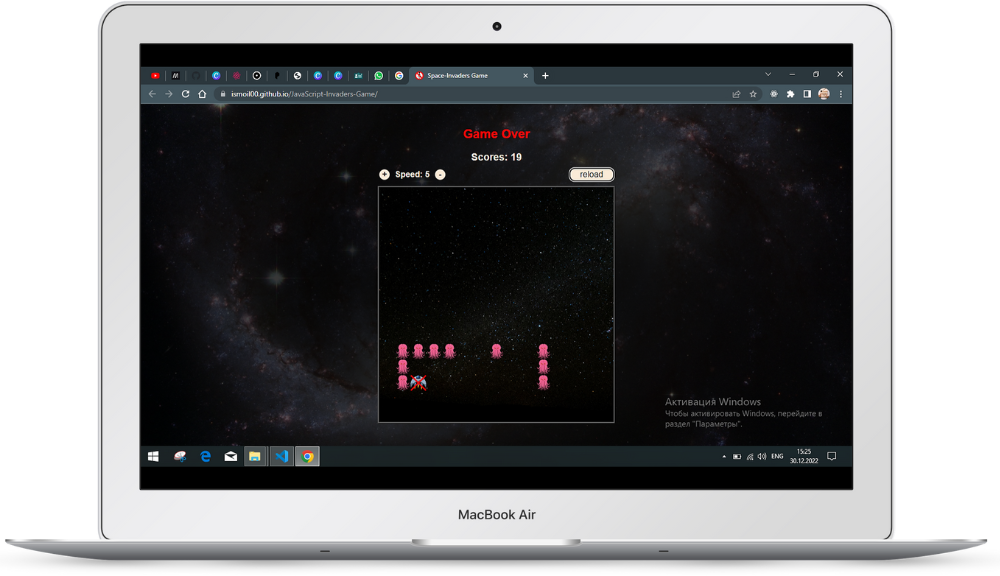 Space-Invaders Game
ismoil00.github.io/JavaScript-Invaders-Game/
Game Over
Scores: 19
+ Speed: 5 -
reload
Активация Windows
Чтобы активировать Windows, перейдите в
раздел "Параметры".
ENG
15:25
30.12.2022
MacBook Air